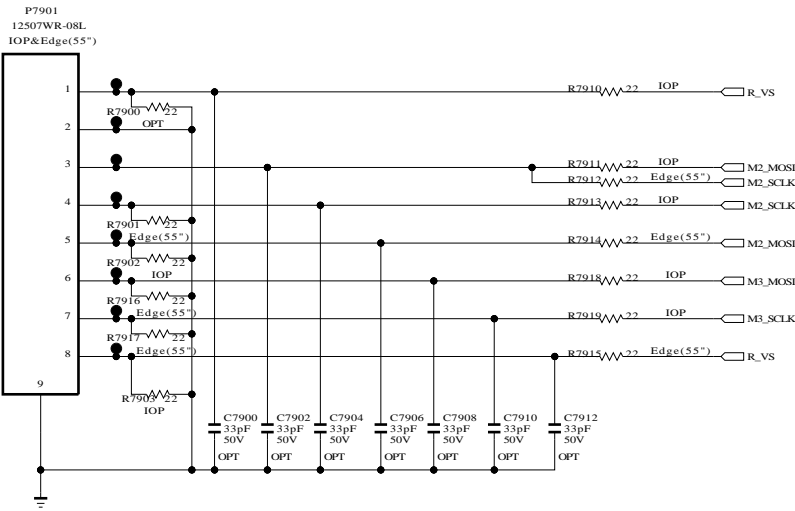 P7901
12507WR-08L
IOP&Edge(55")
1
R7910 22 IOP
R_VS
R7900 22
OPT
2
3
R7911 22 IOP
M2_MOSI
R7912 22 Edge(55")
M2_SCLK
4
R7913 22 IOP
M2_SCLK
R7901 22
Edge(55")
5
R7914 22 Edge(55")
M2_MOSI
R7902 22
IOP
6
R7918 22 IOP
M3_MOSI
R7916 22
Edge(55")
7
R7919 22 IOP
M3_SCLK
R7917 22
Edge(55")
8
R7915 22 Edge(55")
R_VS
9
R7903 22
IOP
C7900
33pF
50V
OPT
C7902
33pF
50V
OPT
C7904
33pF
50V
OPT
C7906
33pF
50V
OPT
C7908
33pF
50V
OPT
C7910
33pF
50V
OPT
C7912
33pF
50V
OPT